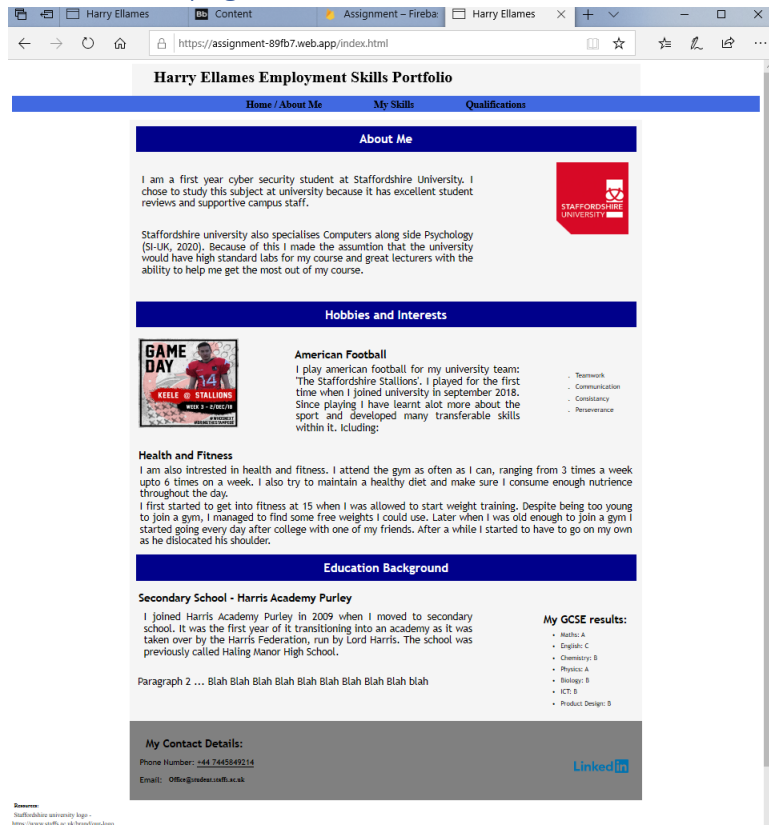 Harry Ellames
Bb Content
Assignment – Fireba
Harry Ellames
https://assignment-89fb7.web.app/index.html
Harry Ellames Employment Skills Portfolio
Home / About Me My Skills Qualifications
About Me
I am a first year cyber security student at Staffordshire University. I
chose to study this subject at university because it has excellent student
reviews and supportive campus staff.
STAFFORDSHIRE
UNIVERSITY
Staffordshire university also specialises Computers along side Psychology
(SI-UK, 2020). Because of this I made the assumtion that the university
would have high standard labs for my course and great lecturers with the
ability to help me get the most out of my course.
Hobbies and Interests
GAME
DAY
14
KEELE @ STALLIONS
WEEK 3 - 2/DEC/18
American Football
I play american football for my university team:
'The Staffordshire Stallions'. I played for the first
time when I joined university in september 2018.
Since playing I have learnt alot more about the
sport and developed many transferable skills
within it. Icluding:
Teamwork
Communication
Consistancy
Perseverance
Health and Fitness
I am also intrested in health and fitness. I attend the gym as often as I can, ranging from 3 times a week
upto 6 times on a week. I also try to maintain a healthy diet and make sure I consume enough nutrience
throughout the day.
I first started to get into fitness at 15 when I was allowed to start weight training. Despite being too young
to join a gym, I managed to find some free weights I could use. Later when I was old enough to join a gym I
started going every day after college with one of my friends. After a while I started to have to go on my own
as he dislocated his shoulder.
Education Background
Secondary School - Harris Academy Purley
I joined Harris Academy Purley in 2009 when I moved to secondary
school. It was the first year of it transitioning into an academy as it was
taken over by the Harris Federation, run by Lord Harris. The school was
previously called Haling Manor High School.
Paragraph 2 ... Blah Blah Blah Blah Blah Blah Blah Blah Blah blah
My GCSE results:
Maths: A
English: C
Chemistry: B
Physics: A
Biology: B
ICT: B
Product Design: B
My Contact Details:
Phone Number: +44 7445849214
Email: Office@student.staffs.ac.uk
Linked in
Resources:
Staffordshire university logo -